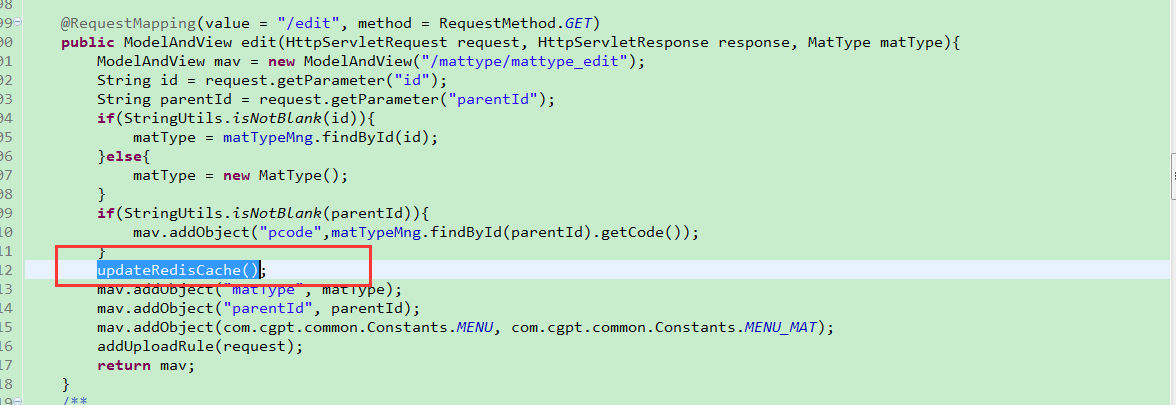 98
99 @RequestMapping(value = "/edit", method = RequestMethod.GET)
00 public ModelAndView edit(HttpServletRequest request, HttpServletResponse response, MatType matType){
01 ModelAndView mav = new ModelAndView("/mattype/mattype_edit");
02 String id = request.getParameter("id");
03 String parentId = request.getParameter("parentId");
04 if(StringUtils.isNotBlank(id)){
05 matType = matTypeMng.findById(id);
06 }else{
07 matType = new MatType();
08 }
09 if(StringUtils.isNotBlank(parentId)){
10 mav.addObject("pcode",matTypeMng.findById(parentId).getCode());
11 }
12 updateRedisCache();
13 mav.addObject("matType", matType);
14 mav.addObject("parentId", parentId);
15 mav.addObject(com.cgpt.common.Constants.MENU, com.cgpt.common.Constants.MENU_MAT);
16 addUploadRule(request);
17 return mav;
18 }
19 /**